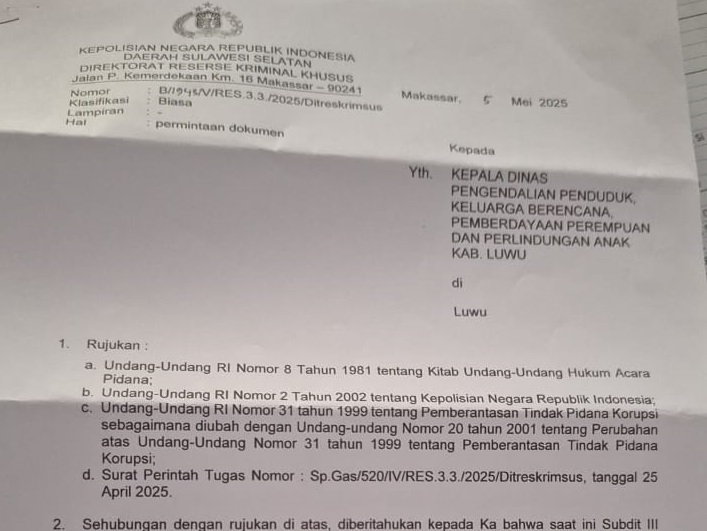 KEPOLISIAN NEGARA REPUBLIK INDONESIA
DAERAH SULAWESI SELATAN
DIREKTORAT RESERSE KRIMINAL KHUSUS
Jalan P. Kemerdekaan Km. 16 Makassar – 90241
Nomor : B/1945/V/RES.3.3./2025/Ditreskrimsus
Klasifikasi : Biasa
Lampiran : -
Hal : permintaan dokumen
Makassar, 5 Mei 2025
Kepada
Yth. KEPALA DINAS
PENGENDALIAN PENDUDUK,
KELUARGA BERENCANA,
PEMBERDAYAAN PEREMPUAN
DAN PERLINDUNGAN ANAK
KAB. LUWU
di
Luwu
1. Rujukan :
a. Undang-Undang RI Nomor 8 Tahun 1981 tentang Kitab Undang-Undang Hukum Acara
Pidana;
b. Undang-Undang RI Nomor 2 Tahun 2002 tentang Kepolisian Negara Republik Indonesia;
c. Undang-Undang RI Nomor 31 tahun 1999 tentang Pemberantasan Tindak Pidana Korupsi
sebagaimana diubah dengan Undang-undang Nomor 20 tahun 2001 tentang Perubahan
atas Undang-Undang Nomor 31 tahun 1999 tentang Pemberantasan Tindak Pidana
Korupsi;
d. Surat Perintah Tugas Nomor : Sp.Gas/520/IV/RES.3.3./2025/Ditreskrimsus, tanggal 25
April 2025.
2. Sehubungan dengan rujukan di atas, diberitahukan kepada Ka bahwa saat ini Subdit III